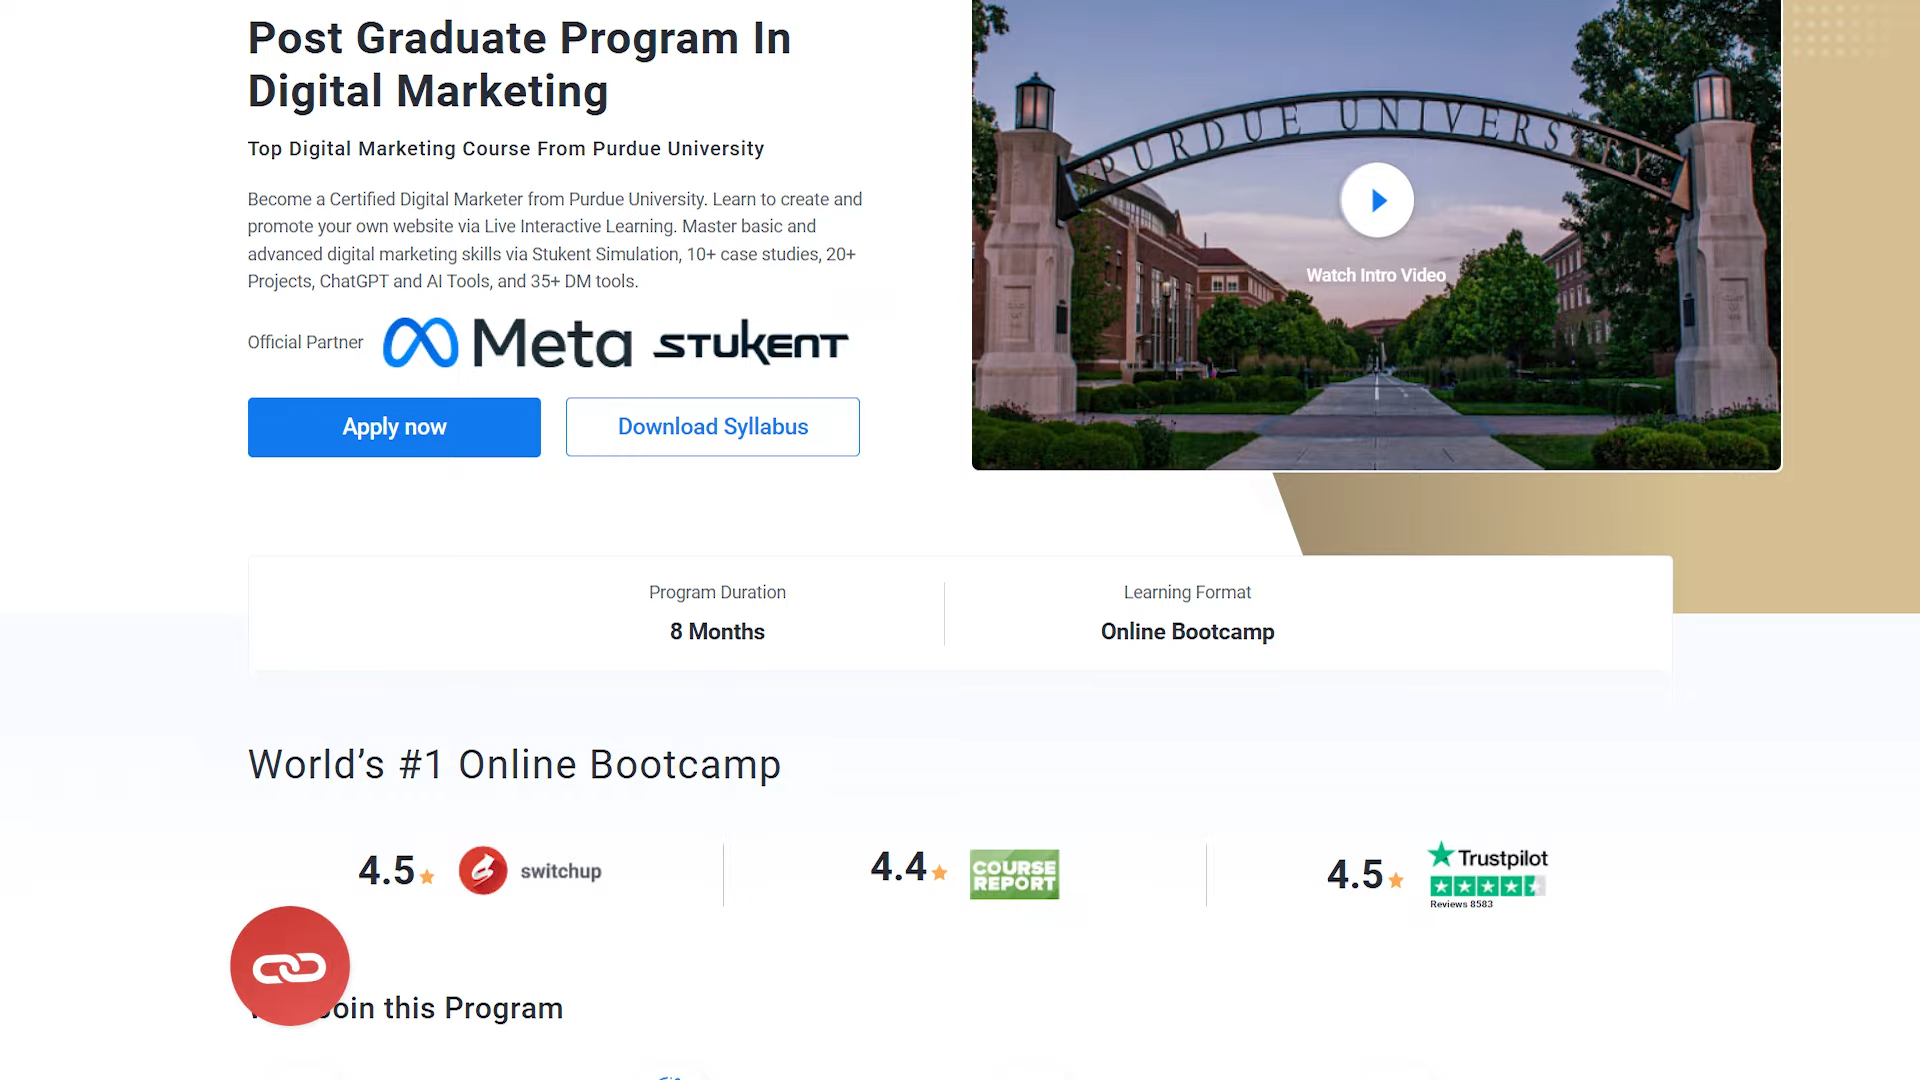 Post Graduate Program In
Digital Marketing
Top Digital Marketing Course From Purdue University
Become a Certified Digital Marketer from Purdue University. Learn to create and
promote your own website via Live Interactive Learning. Master basic and
advanced digital marketing skills via Stukent Simulation, 10+ case studies, 20+
Projects, ChatGPT and AI Tools, and 35+ DM tools.
Official Partner
Meta
STUKENT
Apply now
Download Syllabus
PURDUE UNIVERSITY
Watch Intro Video
Program Duration
8 Months
Learning Format
Online Bootcamp
World's #1 Online Bootcamp
4.5
switchup
4.4
COURSE
REPORT
4.5
Trustpilot
Reviews 8583
Join this Program